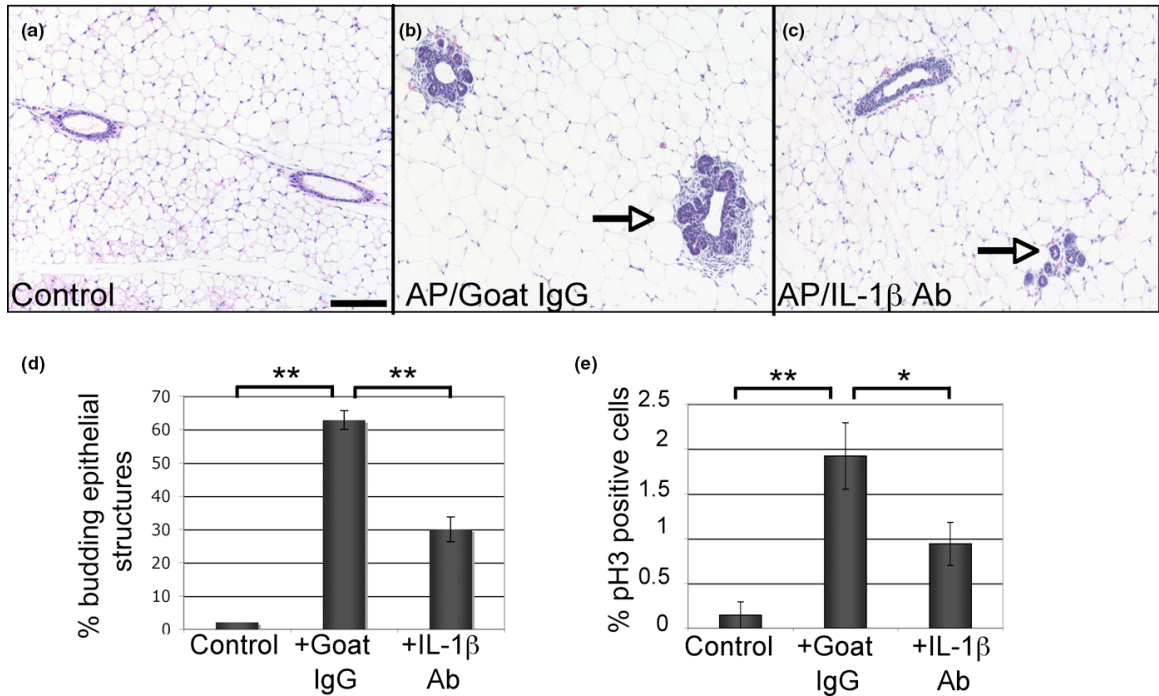 (a)
Control
(b)
AP/Goat IgG
(c)
AP/IL-1β Ab
(d)
** **
% budding epithelial
structures
70
60
50
40
30
20
10
0
Control +Goat +IL-1β
IgG Ab
(e)
** *
% pH3 positive cells
2.5
2
1.5
1
0.5
0
Control +Goat +IL-1β
IgG Ab